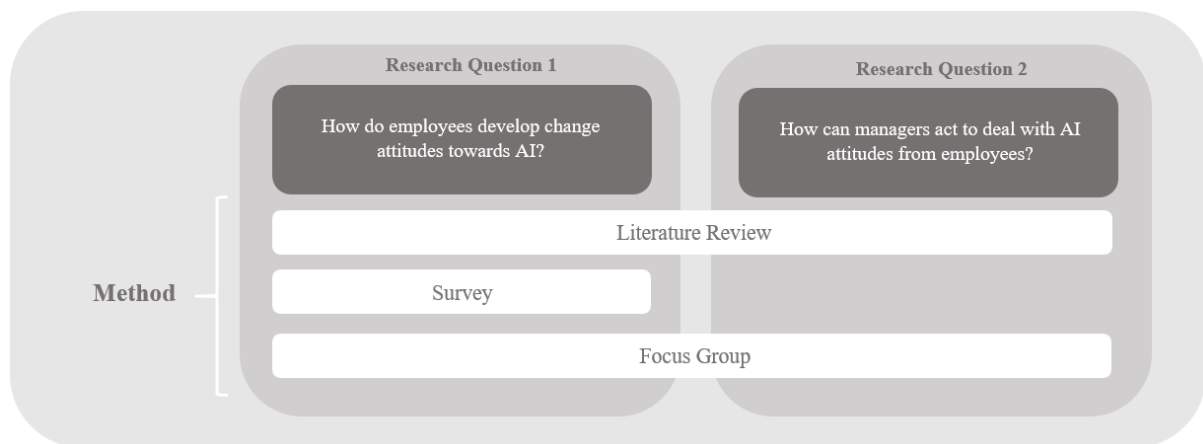 Research Question 1
How do employees develop change
attitudes towards AI?
Research Question 2
How can managers act to deal with AI
attitudes from employees?
Method
Literature Review
Survey
Focus Group